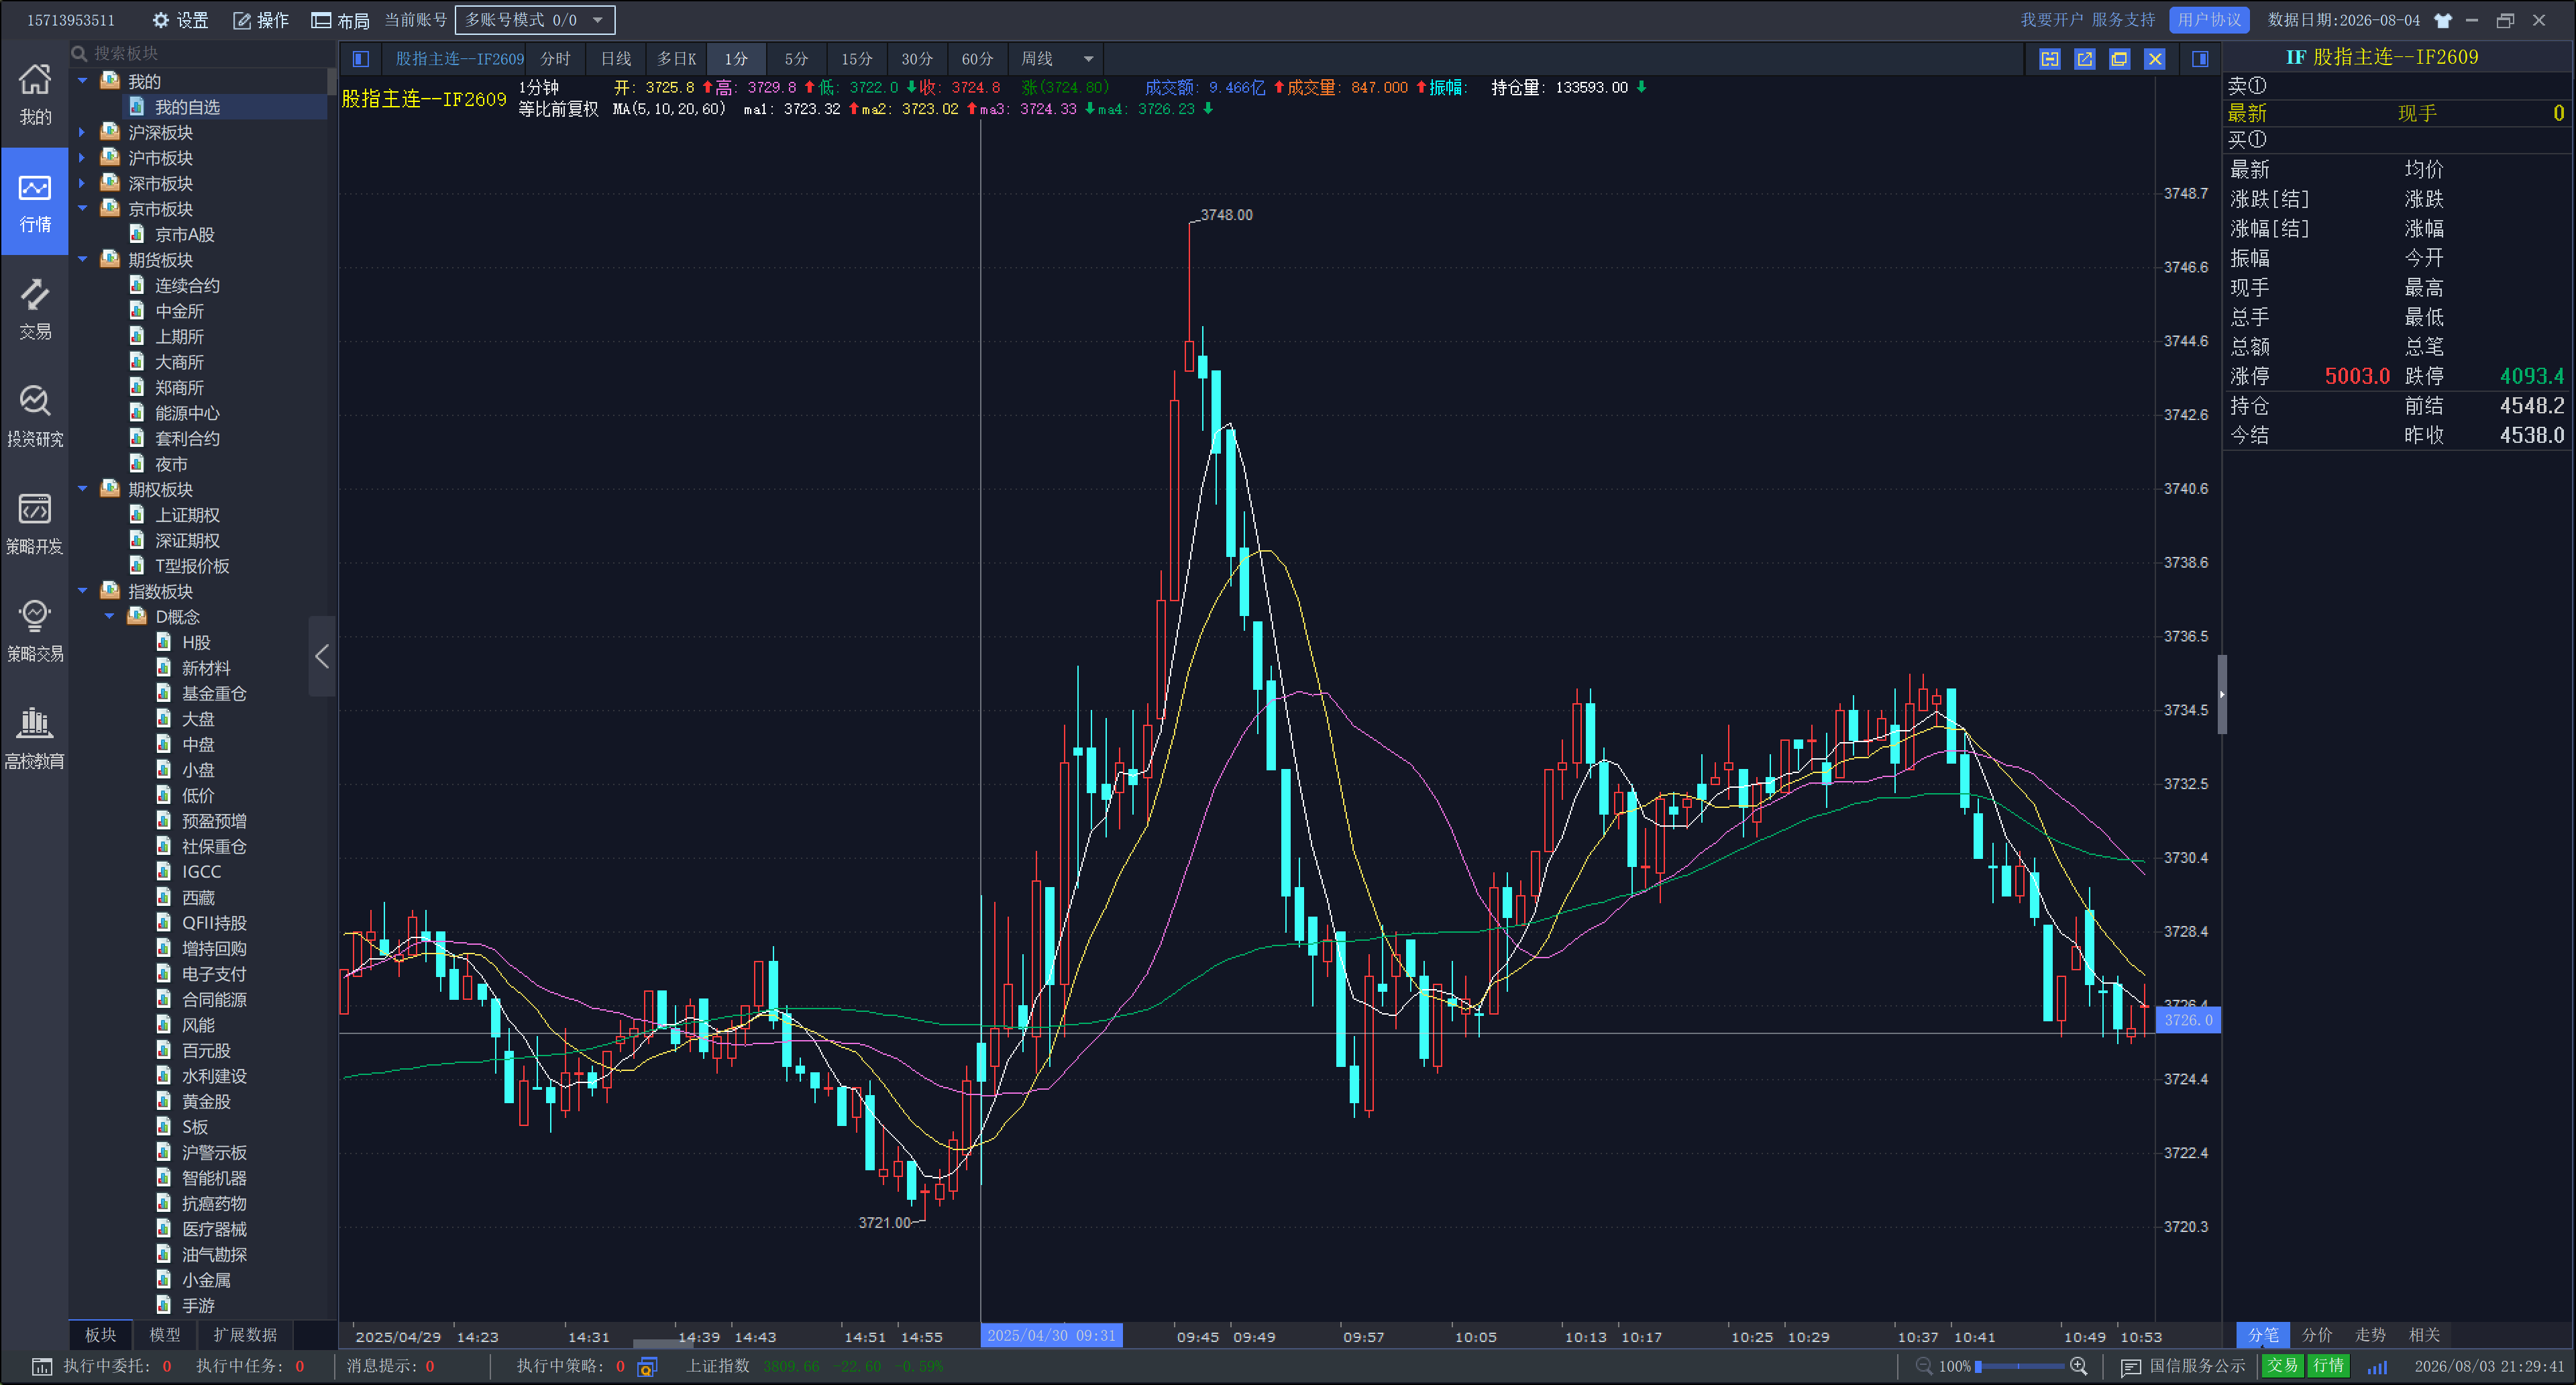 15713953511 设置 操作 布局 当前账号 多账号模式 0/0 我要开户 服务支持 用户协议 数据日期:2026-08-04
我的
行情
交易
投资研究
策略开发
策略交易
高校教育
搜索板块
我的
我的自选
沪深板块
沪市板块
深市板块
京市板块
京市A股
期货板块
连续合约
中金所
上期所
大商所
郑商所
能源中心
套利合约
夜市
期权板块
上证期权
深证期权
T型报价板
指数板块
D概念
H股
新材料
基金重仓
大盘
中盘
小盘
低价
预盈预增
社保重仓
IGCC
西藏
QFII持股
增持回购
电子支付
合同能源
风能
百元股
水利建设
黄金股
S板
沪警示板
智能机器
抗癌药物
医疗器械
油气勘探
小金属
手游
板块 模型 扩展数据
股指主连--IF2609 分时 日线 多日K 1分 5分 15分 30分 60分 周线
股指主连--IF2609
1分钟 开: 3725.8 高: 3729.8 低: 3722.0 收: 3724.8 涨(3724.80) 成交额: 9.466亿 成交量: 847.000 振幅: 持仓量: 133593.00
等比前复权 MA(5,10,20,60) ma1: 3723.32 ma2: 3723.02 ma3: 3724.33 ma4: 3726.23
3748.00
3721.00
3748.7
3746.6
3744.6
3742.6
3740.6
3738.6
3736.5
3734.5
3732.5
3730.4
3728.4
3726.4
3726.0
3724.4
3722.4
3720.3
2025/04/29 14:23 14:31 14:39 14:43 14:51 14:55 2025/04/30 09:31 09:45 09:49 09:57 10:05 10:13 10:17 10:25 10:29 10:37 10:41 10:49 10:53
IF 股指主连--IF2609
卖①
最新 现手 0
买①
最新 均价
涨跌[结] 涨跌
涨幅[结] 涨幅
振幅 今开
现手 最高
总手 最低
总额 总笔
涨停 5003.0 跌停 4093.4
持仓 前结 4548.2
今结 昨收 4538.0
分笔 分价 走势 相关
执行中委托: 0 执行中任务: 0 消息提示: 0 执行中策略: 0 上证指数 3809.66 -22.60 -0.59% 100% 国信服务公示 交易 行情 2026/08/03 21:29:41